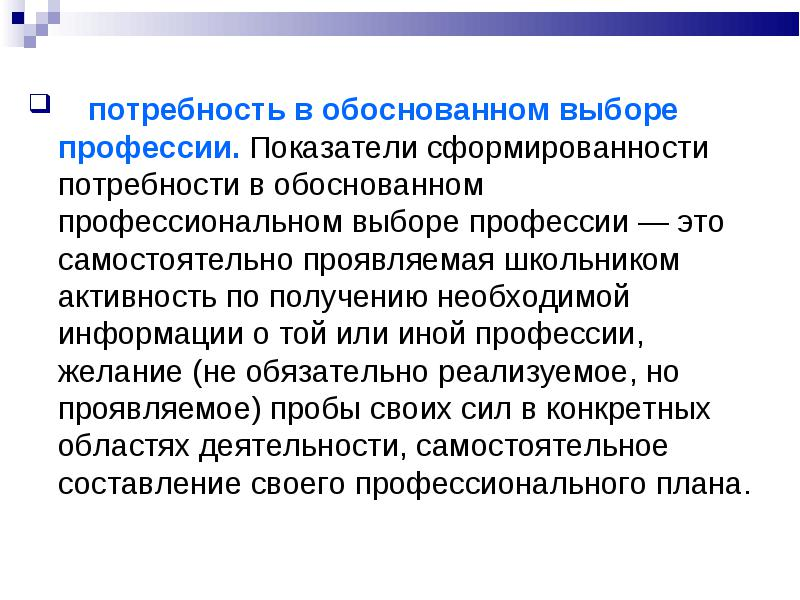 потребность в обоснованном выборе
профессии. Показатели сформированности
потребности в обоснованном
профессиональном выборе профессии — это
самостоятельно проявляемая школьником
активность по получению необходимой
информации о той или иной профессии,
желание (не обязательно реализуемое, но
проявляемое) пробы своих сил в конкретных
областях деятельности, самостоятельное
составление своего профессионального плана.